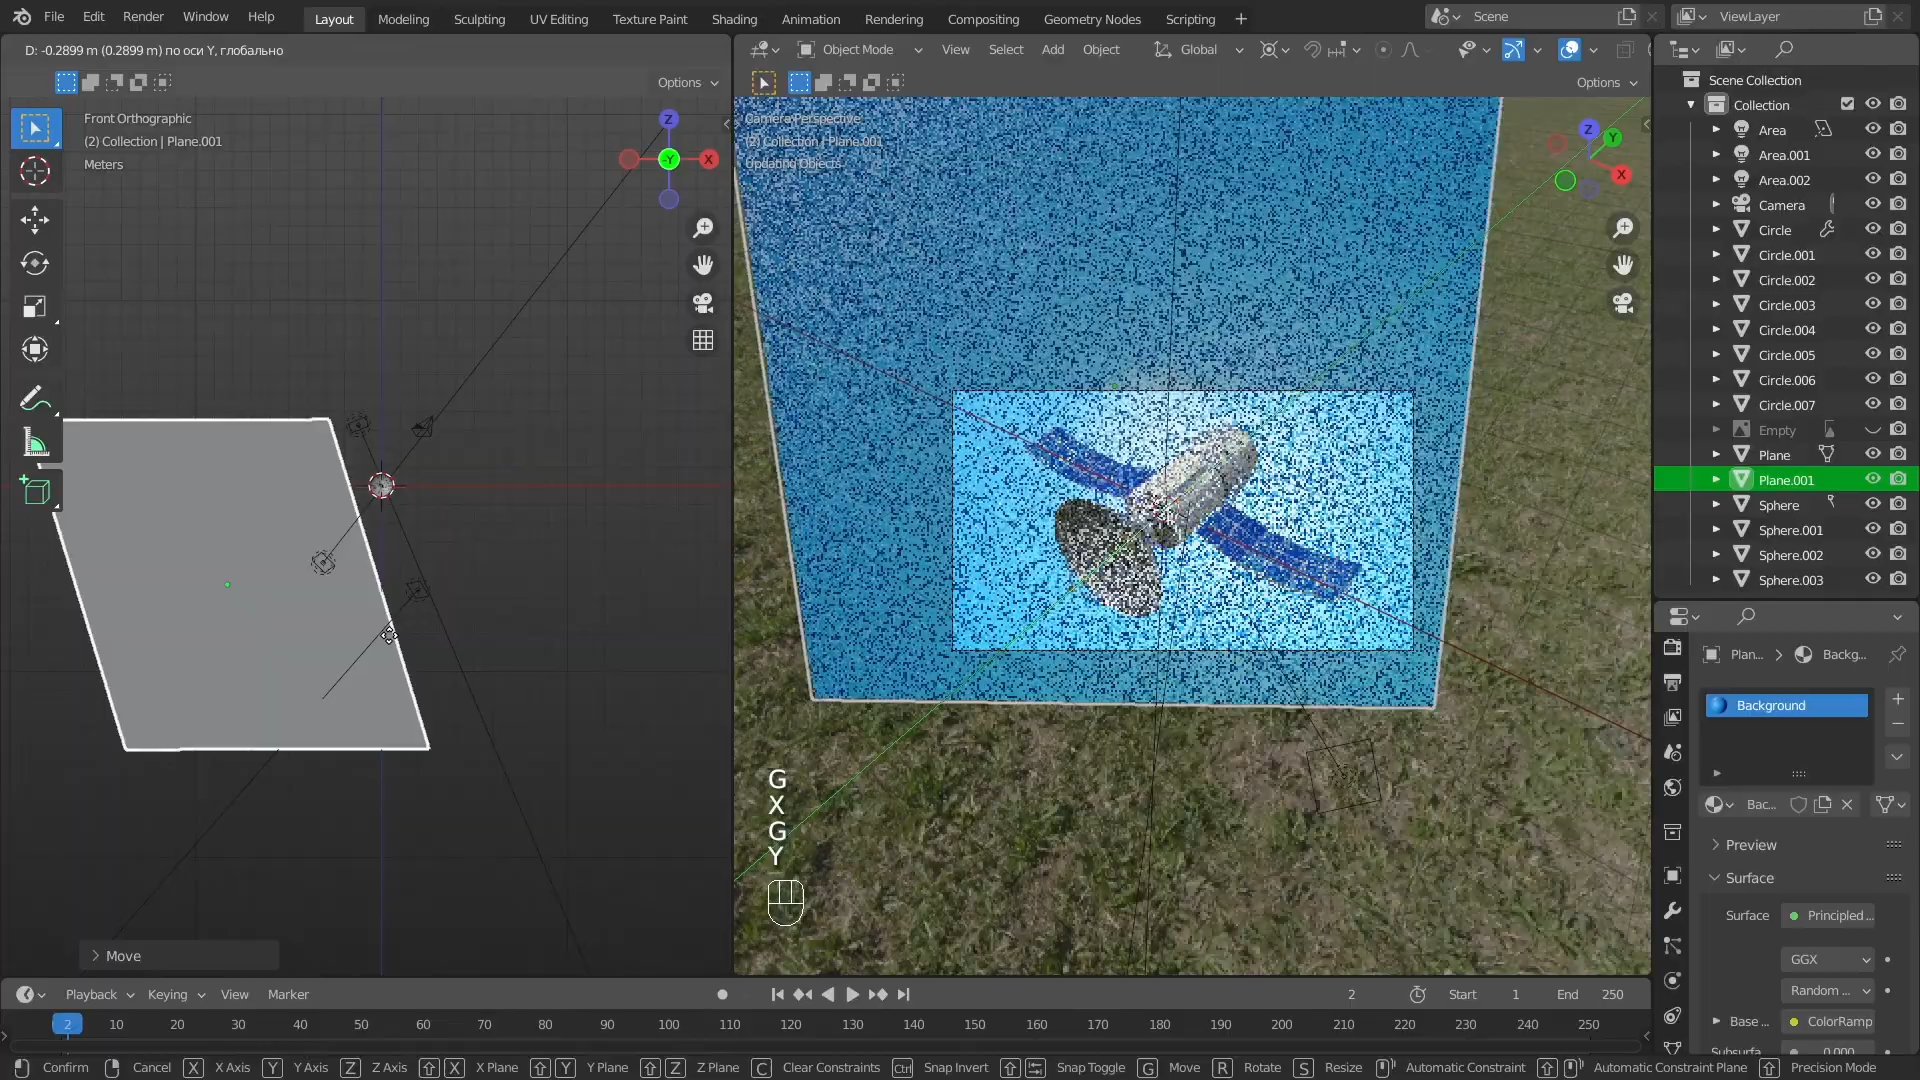 File Edit Render Window Help Layout Modeling Sculpting UV Editing Texture Paint Shading Animation Rendering Compositing Geometry Nodes Scripting + Scene ViewLayer
D: -0.2899 m (0.2899 m) по оси Y, глобально
Object Mode View Select Add Object Global
Options
Options
Front Orthographic
(2) Collection | Plane.001
Meters
Z
-Y
X
Camera Perspective
(2) Collection | Plane.001
Updating Objects
Z
Y
X
G
X
G
Y
Move
Scene Collection
Collection
Area
Area.001
Area.002
Camera
Circle
Circle.001
Circle.002
Circle.003
Circle.004
Circle.005
Circle.006
Circle.007
Empty
Plane
Plane.001
Sphere
Sphere.001
Sphere.002
Sphere.003
Plan... Backg...
Background
Bac...
Preview
Surface
Surface Principled ...
GGX
Random ...
Base ... ColorRamp
Subsurfa... 0.000
Playback Keying View Marker 2 Start 1 End 250
2 10 20 30 40 50 60 70 80 90 100 110 120 130 140 150 160 170 180 190 200 210 220 230 240 250
Confirm Cancel X X Axis Y Y Axis Z Z Axis X X Plane Y Y Plane Z Z Plane C Clear Constraints Ctrl Snap Invert Snap Toggle G Move R Rotate S Resize Automatic Constraint Automatic Constraint Plane Precision Mode